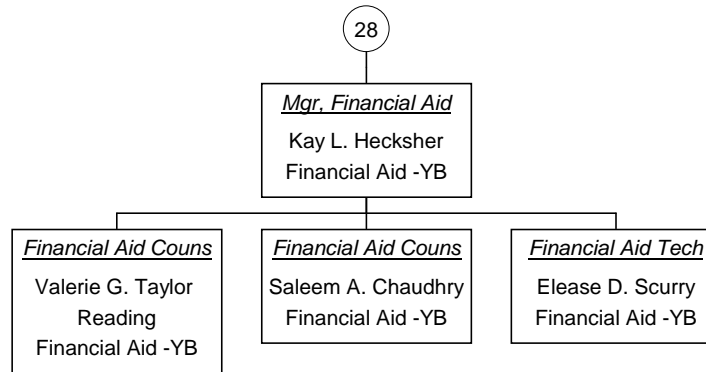 28
Mgr, Financial Aid
Kay L. Hecksher
Financial Aid -YB
Financial Aid Couns
Valerie G. Taylor
Reading
Financial Aid -YB
Financial Aid Couns
Saleem A. Chaudhry
Financial Aid -YB
Financial Aid Tech
Elease D. Scurry
Financial Aid -YB